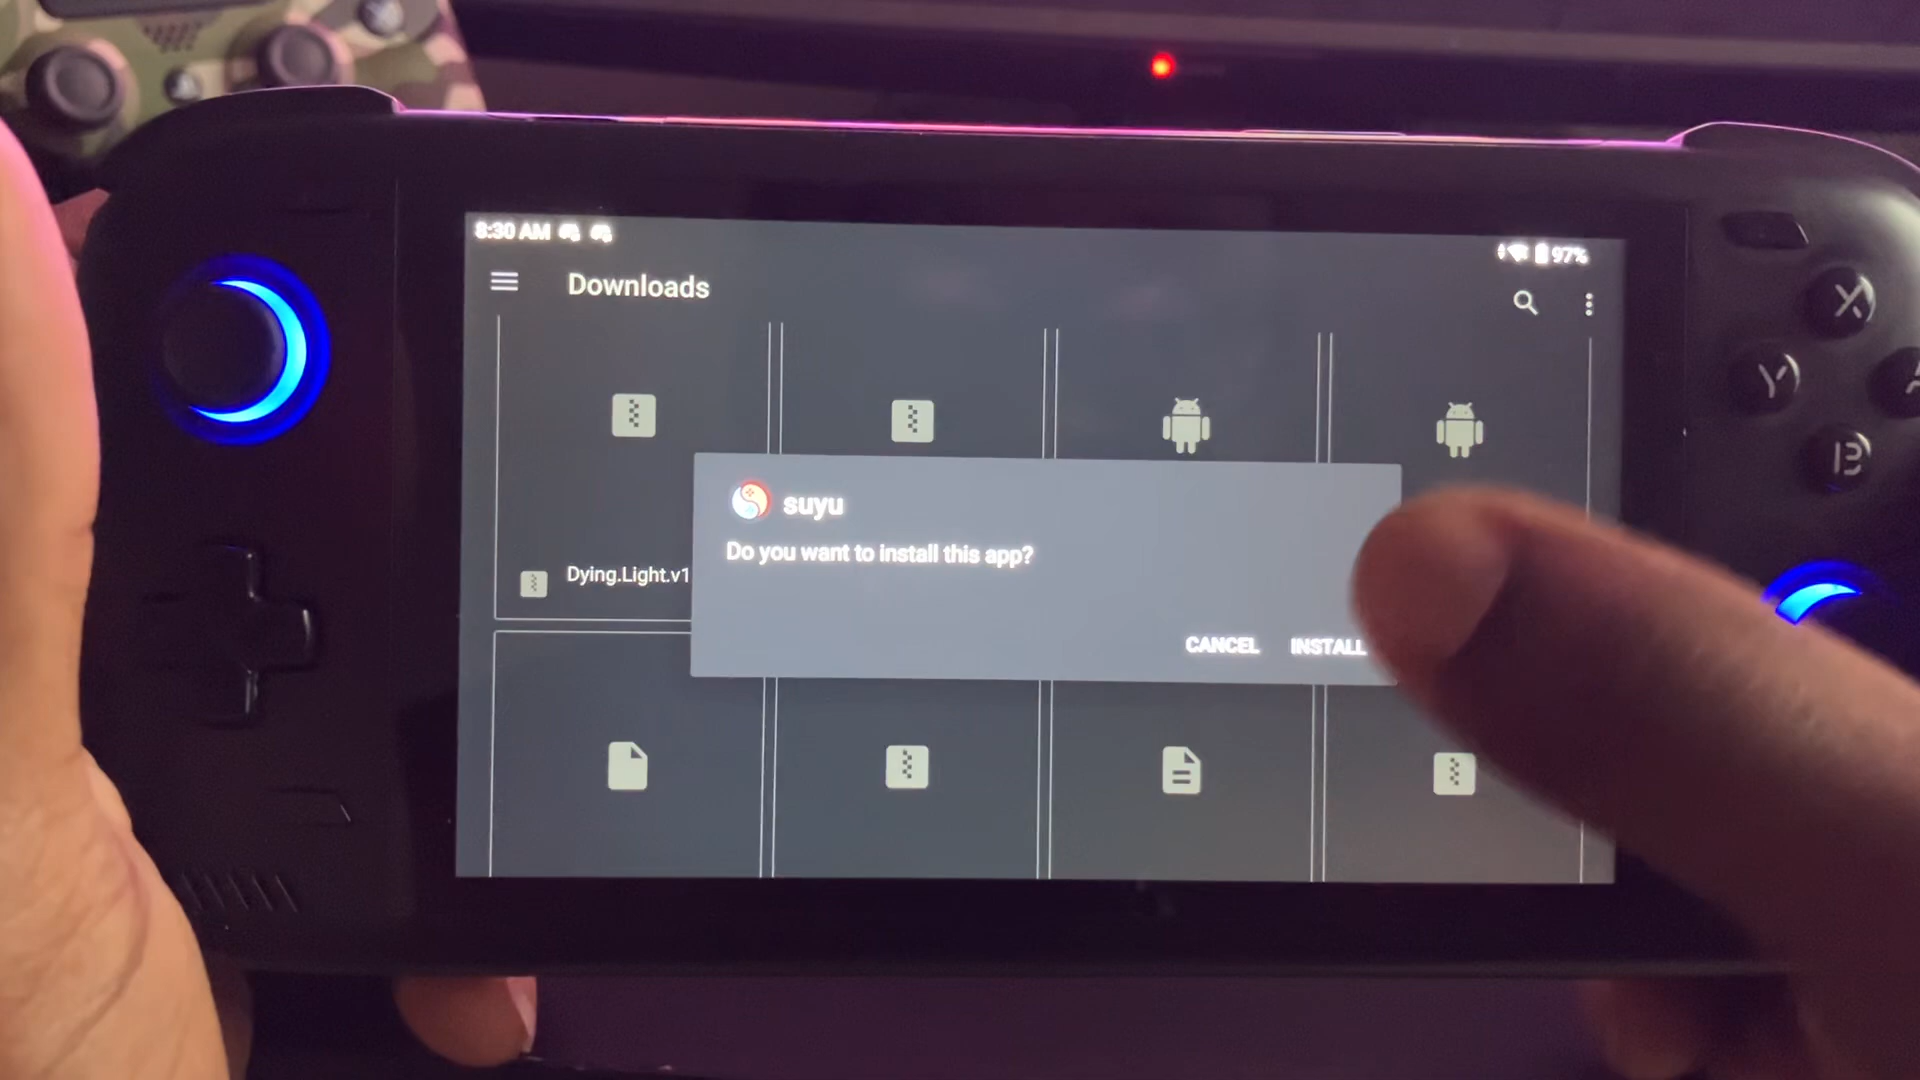 8:30 AM
97%
Downloads
X
Y
A
B
suyu
Do you want to install this app?
Dying.Light.v1
CANCEL INSTALL